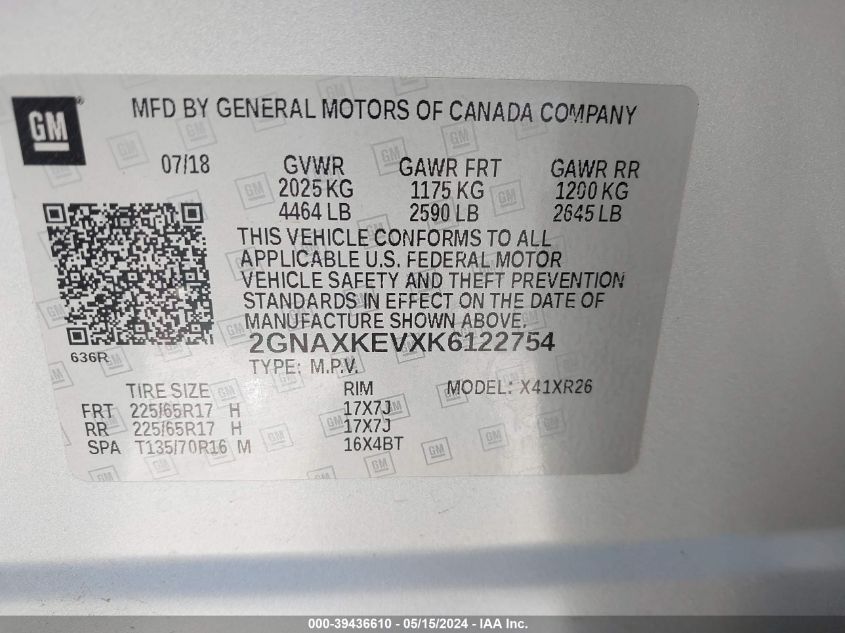 GM
MFD BY GENERAL MOTORS OF CANADA COMPANY
07/18 GVWR GAWR FRT GAWR RR
2025 KG 1175 KG 1200 KG
4464 LB 2590 LB 2645 LB
THIS VEHICLE CONFORMS TO ALL
APPLICABLE U.S. FEDERAL MOTOR
VEHICLE SAFETY AND THEFT PREVENTION
STANDARDS IN EFFECT ON THE DATE OF
MANUFACTURE SHOWN ABOVE.
2GNAXKEVXK6122754
636R
TYPE: M.P.V.
TIRE SIZE RIM MODEL: X41XR26
FRT 225/65R17 H 17X7J
RR 225/65R17 H 17X7J
SPA T135/70R16 M 16X4BT
000-39436610 - 05/15/2024 - IAA Inc.